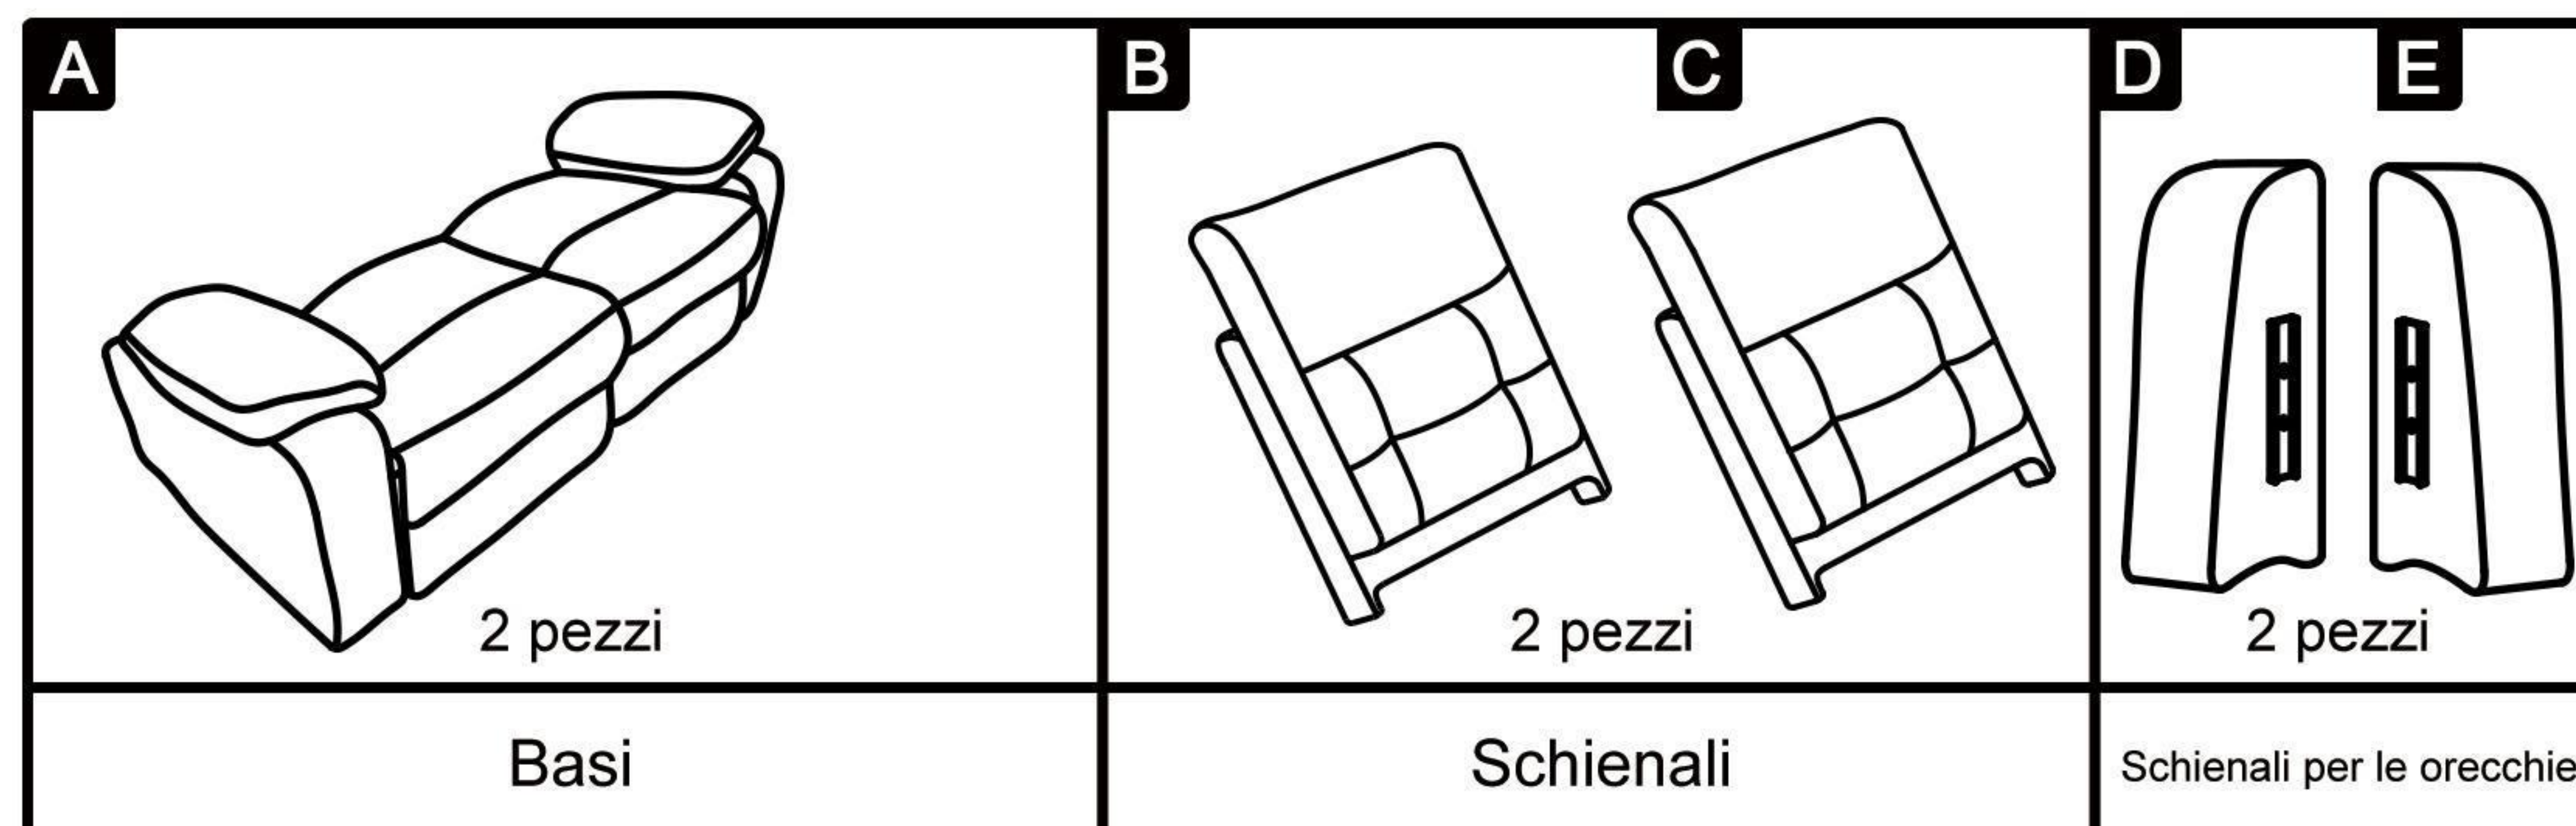 A
B
C
D
E
2 pezzi
2 pezzi
2 pezzi
Basi
Schienali
Schienali per le orecchie